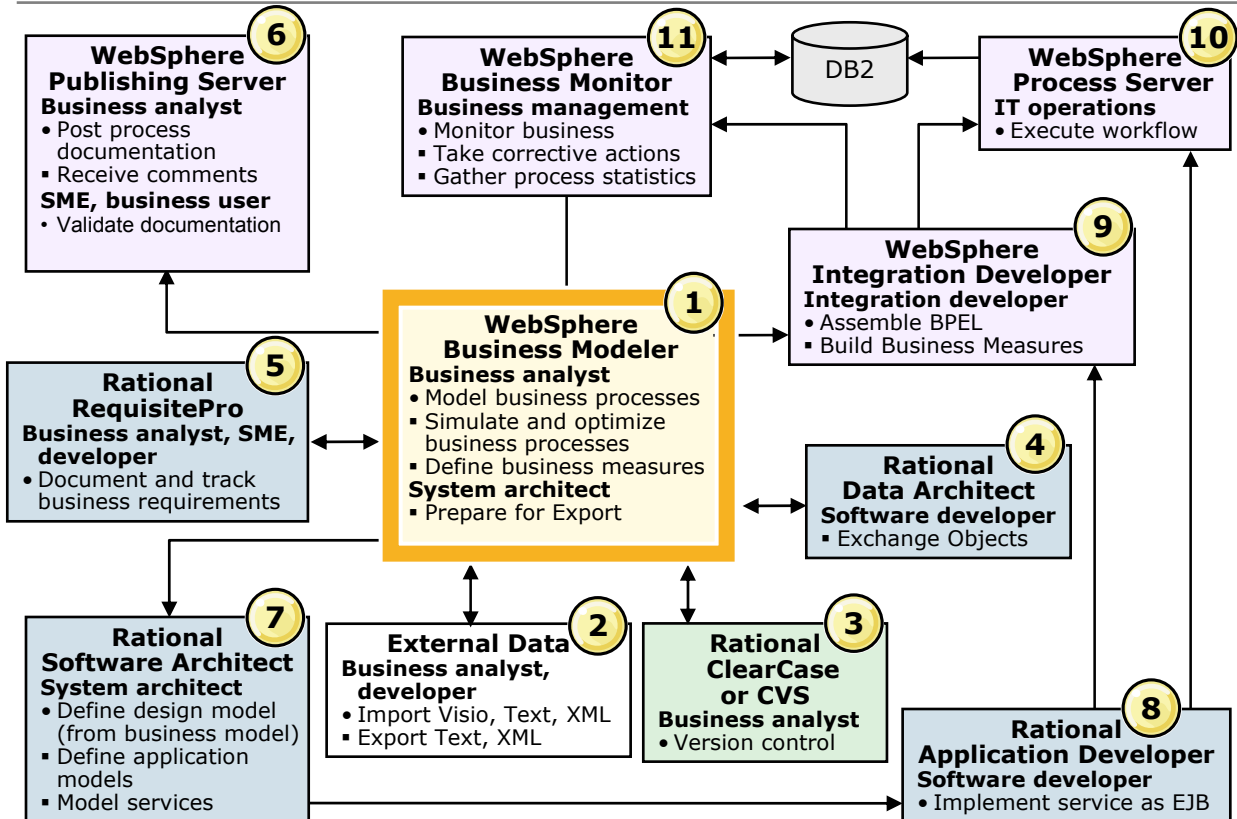 6
WebSphere
Publishing Server
Business analyst
• Post process
documentation
▪ Receive comments
SME, business user
• Validate documentation
11
WebSphere
Business Monitor
Business management
• Monitor business
▪ Take corrective actions
▪ Gather process statistics
DB2
10
WebSphere
Process Server
IT operations
• Execute workflow
9
WebSphere
Integration Developer
Integration developer
• Assemble BPEL
▪ Build Business Measures
1
WebSphere
Business Modeler
Business analyst
• Model business processes
▪ Simulate and optimize
business processes
▪ Define business measures
System architect
▪ Prepare for Export
5
Rational
RequisitePro
Business analyst, SME,
developer
• Document and track
business requirements
4
Rational
Data Architect
Software developer
▪ Exchange Objects
7
Rational
Software Architect
System architect
• Define design model
(from business model)
▪ Define application
models
▪ Model services
2
External Data
Business analyst,
developer
• Import Visio, Text, XML
▪ Export Text, XML
3
Rational
ClearCase
or CVS
Business analyst
• Version control
8
Rational
Application Developer
Software developer
• Implement service as EJB